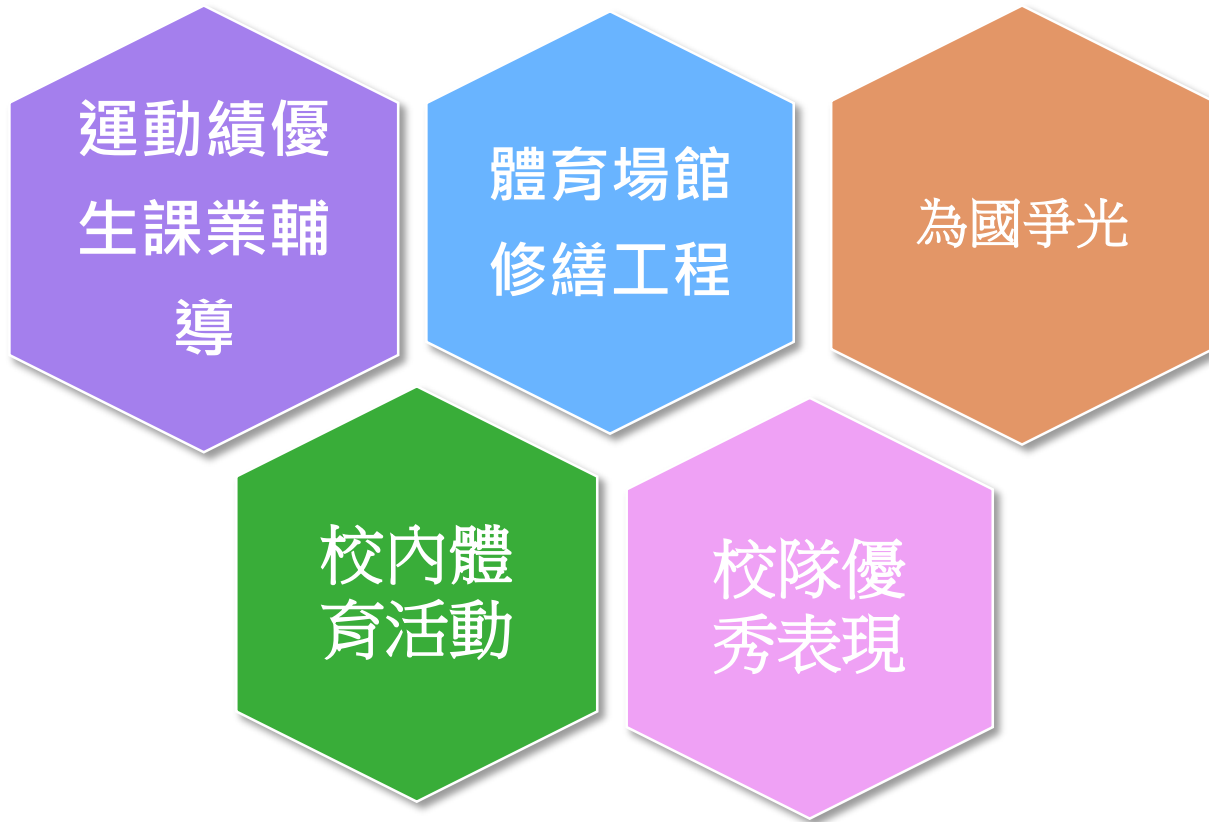 運動績優
生課業輔
導
體育場館
修繕工程
為國爭光
校內體
育活動
校隊優
秀表現